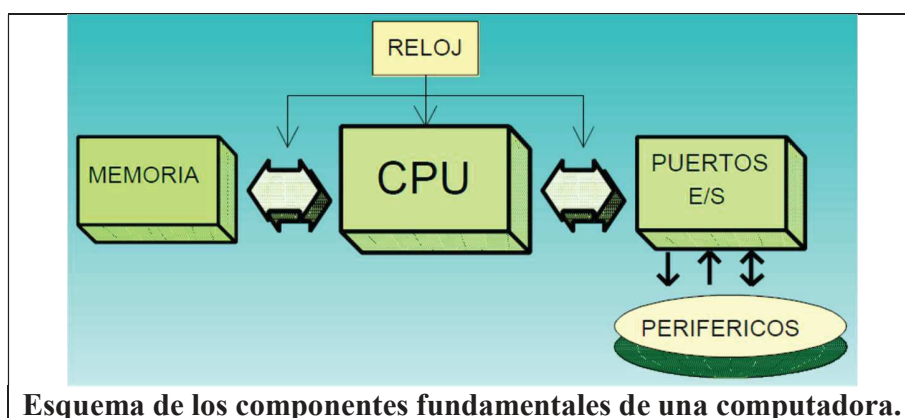 RELOJ
MEMORIA
CPU
PUERTOS
E/S
PERIFERICOS
Esquema de los componentes fundamentales de una computadora.